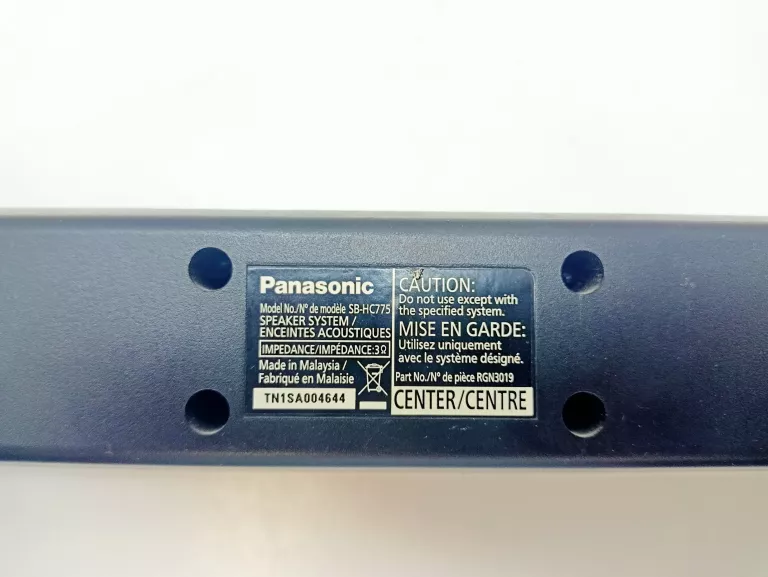 Panasonic
Model No./N° de modèle SB-HC775
SPEAKER SYSTEM /
ENCEINTES ACOUSTIQUES
IMPEDANCE/IMPÉDANCE:3Ω
Made in Malaysia /
Fabriqué en Malaisie
TN1SA004644
CAUTION:
Do not use except with
the specified system.
MISE EN GARDE:
Utilisez uniquement
avec le système désigné.
Part No./N° de pièce RGN3019
CENTER/CENTRE